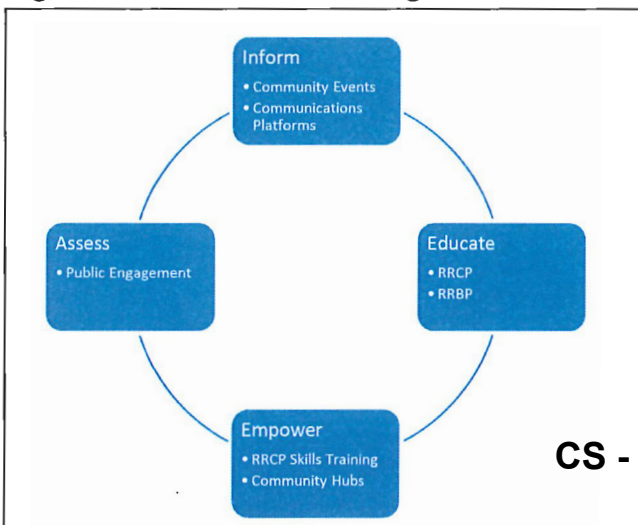 Inform
• Community Events
• Communications
Platforms
Assess
• Public Engagement
Educate
• RRCP
• RRBP
Empower
• RRCP Skills Training
• Community Hubs
CS -